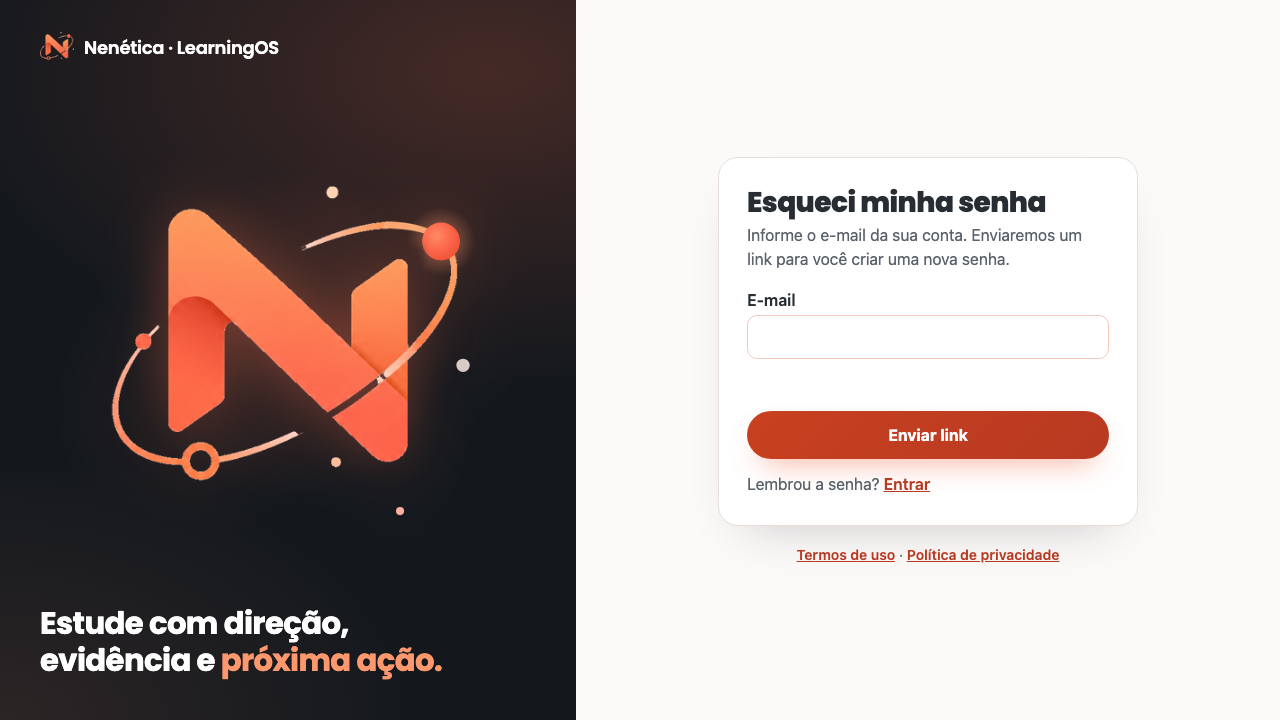 Nenética · LearningOS
Estude com direção,
evidência e próxima ação.
Esqueci minha senha
Informe o e-mail da sua conta. Enviaremos um
link para você criar uma nova senha.
E-mail
Enviar link
Lembrou a senha? Entrar
Termos de uso · Política de privacidade